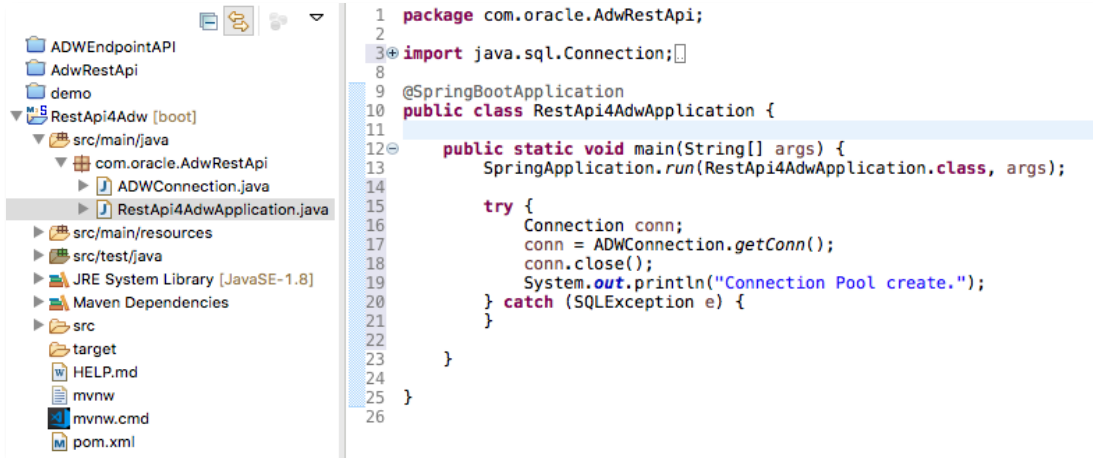 ADWEndpointAPI
AdwRestApi
demo
RestApi4Adw [boot]
src/main/java
com.oracle.AdwRestApi
ADWConnection.java
RestApi4AdwApplication.java
src/main/resources
src/test/java
JRE System Library [JavaSE-1.8]
Maven Dependencies
src
target
HELP.md
mvnw
mvnw.cmd
pom.xml
1 package com.oracle.AdwRestApi;
2
3 import java.sql.Connection;
8
9 @SpringBootApplication
10 public class RestApi4AdwApplication {
11
12 public static void main(String[] args) {
13 SpringApplication.run(RestApi4AdwApplication.class, args);
14
15 try {
16 Connection conn;
17 conn = ADWConnection.getConn();
18 conn.close();
19 System.out.println("Connection Pool create.");
20 } catch (SQLException e) {
21 }
22
23 }
24
25 }
26